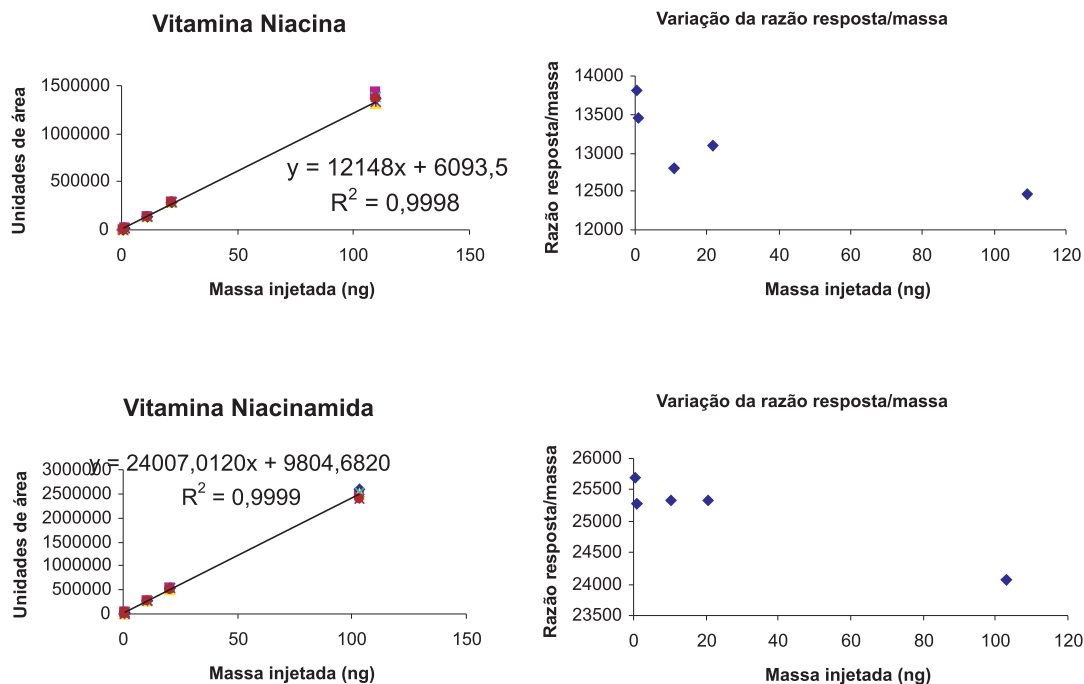 Vitamina Niacina
Unidades de área
1500000
1000000
500000
0
y = 12148x + 6093,5
R² = 0,9998
0 50 100 150
Massa injetada (ng)
Variação da razão resposta/massa
Razão resposta/massa
14000
13500
13000
12500
12000
0 20 40 60 80 100 120
Massa injetada (ng)
Vitamina Niacinamida
Unidades de área
y = 24007,0120x + 9804,6820
R² = 0,9999
3000000
2500000
2000000
1500000
1000000
500000
0
0 50 100 150
Massa injetada (ng)
Variação da razão resposta/massa
Razão resposta/massa
26000
25500
25000
24500
24000
23500
0 20 40 60 80 100 120
Massa injetada (ng)